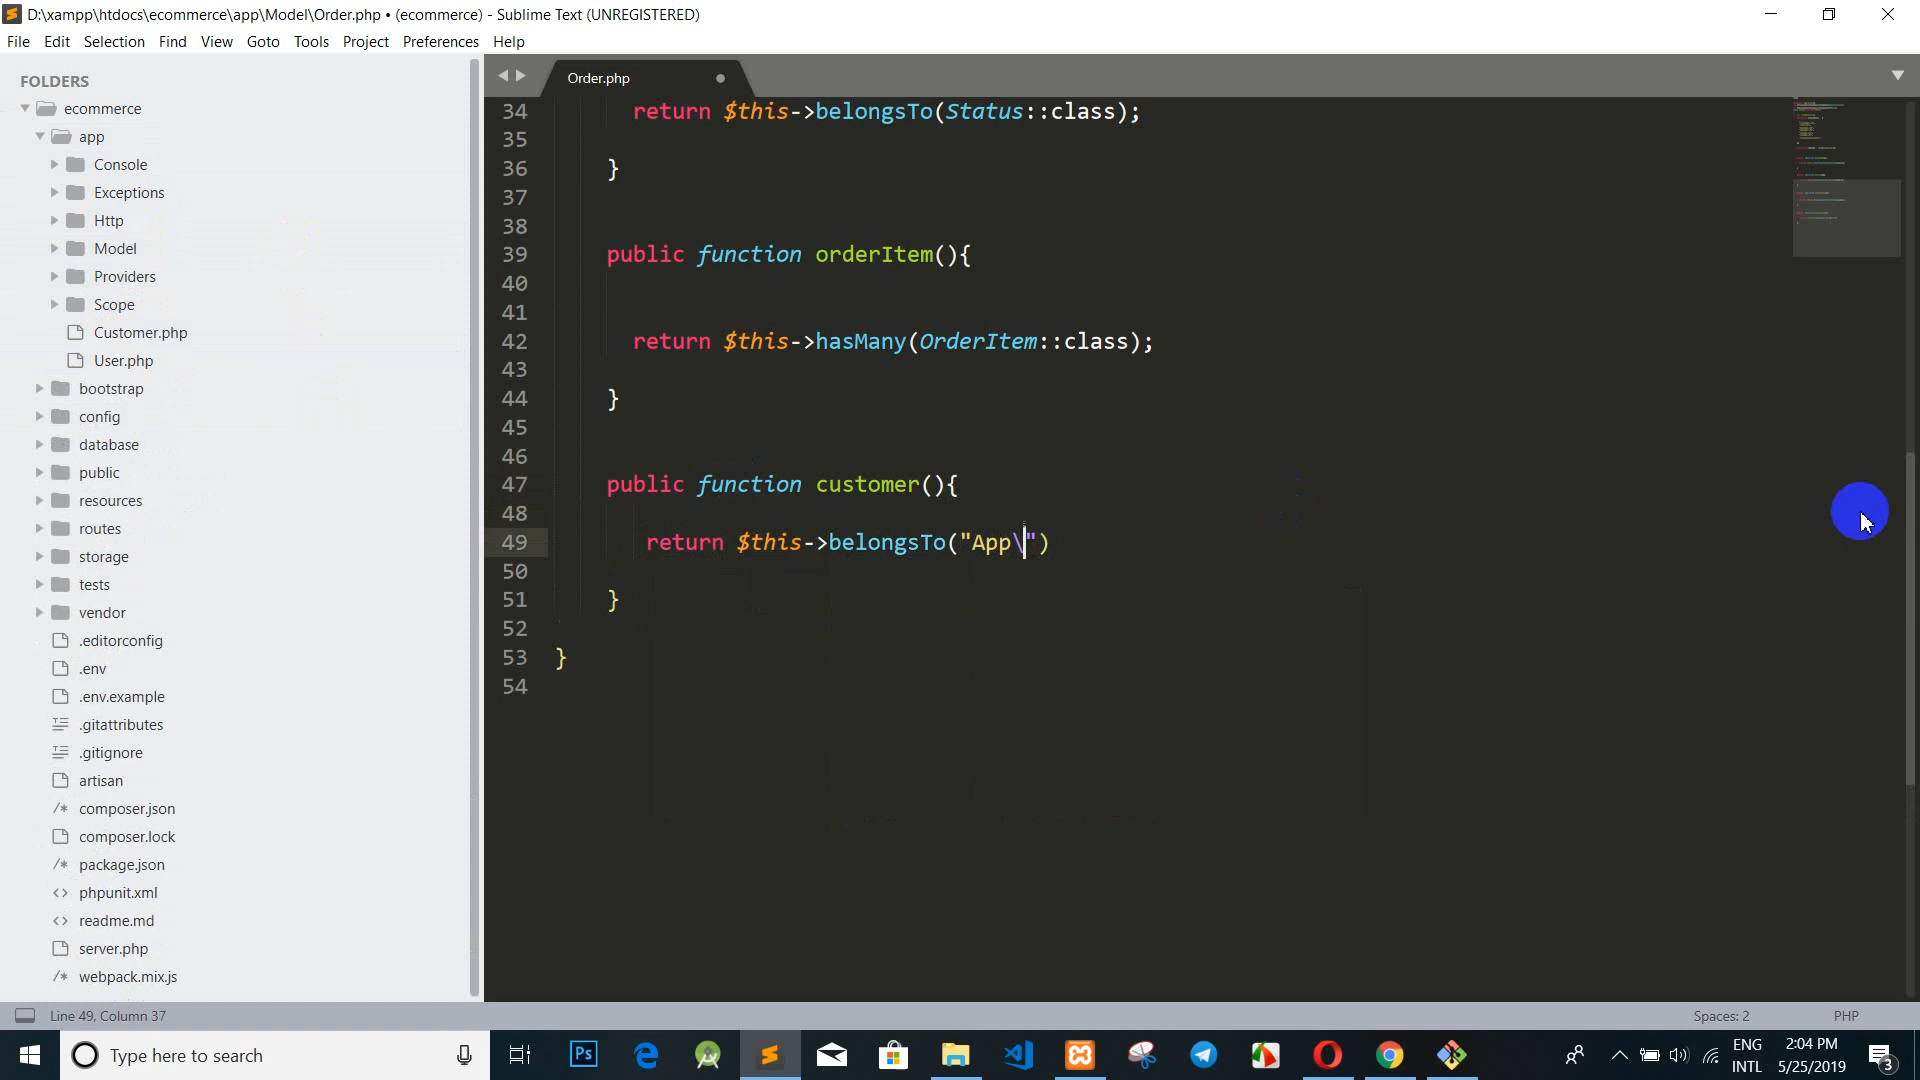 D:\xampp\htdocs\ecommerce\app\Model\Order.php • (ecommerce) - Sublime Text (UNREGISTERED)
File Edit Selection Find View Goto Tools Project Preferences Help
FOLDERS
ecommerce
app
Console
Exceptions
Http
Model
Providers
Scope
Customer.php
User.php
bootstrap
config
database
public
resources
routes
storage
tests
vendor
.editorconfig
.env
.env.example
.gitattributes
.gitignore
artisan
/* composer.json
composer.lock
/* package.json
<> phpunit.xml
<> readme.md
server.php
/* webpack.mix.js
Order.php
34 return $this->belongsTo(Status::class);
35
36 }
37
38
39 public function orderItem(){
40
41
42 return $this->hasMany(OrderItem::class);
43
44 }
45
46
47 public function customer(){
48
49 return $this->belongsTo("App\")
50
51 }
52
53 }
54
Line 49, Column 37 Spaces: 2 PHP
Type here to search
Ps
ENG
INTL
2:04 PM
5/25/2019
3